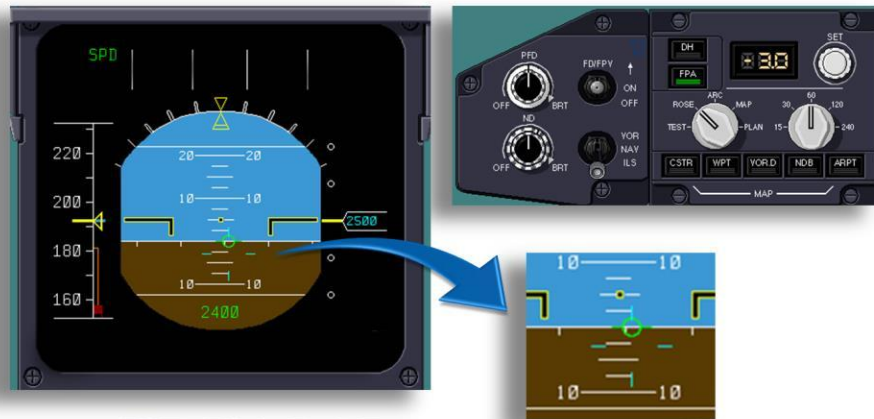 SPD
220
200
180
160
20 20
10 10
10 10
2400
2500
PFD
OFF BRT
ND
OFF BRT
FD/FPV
ON
OFF
VOR
NAV
ILS
DH
FPA
-3.0
SET
ROSE ARC MAP
TEST PLAN
60
30 120
15 240
CSTR WPT VOR.D NDB ARPT
MAP
10 10
10 10